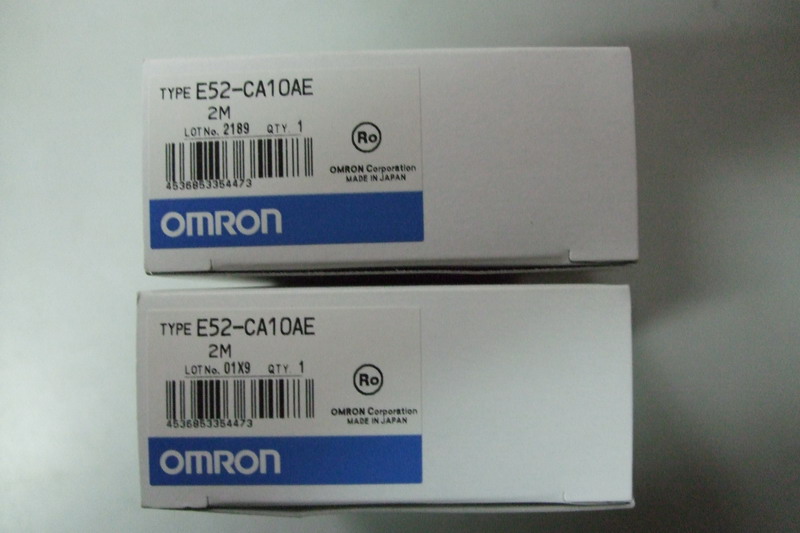 TYPE E52-CA10AE
2M
LOT No. 2189 QTY. 1
Ro
4536853354473
OMRON Corporation
MADE IN JAPAN
OMRON
TYPE E52-CA10AE
2M
LOT No. 01X9 QTY. 1
Ro
4536853354473
OMRON Corporation
MADE IN JAPAN
OMRON